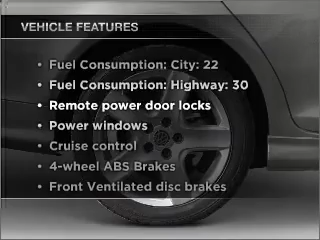 VEHICLE FEATURES
• Fuel Consumption: City: 22
• Fuel Consumption: Highway: 30
• Remote power door locks
• Power windows
• Cruise control
• 4-wheel ABS Brakes
• Front Ventilated disc brakes